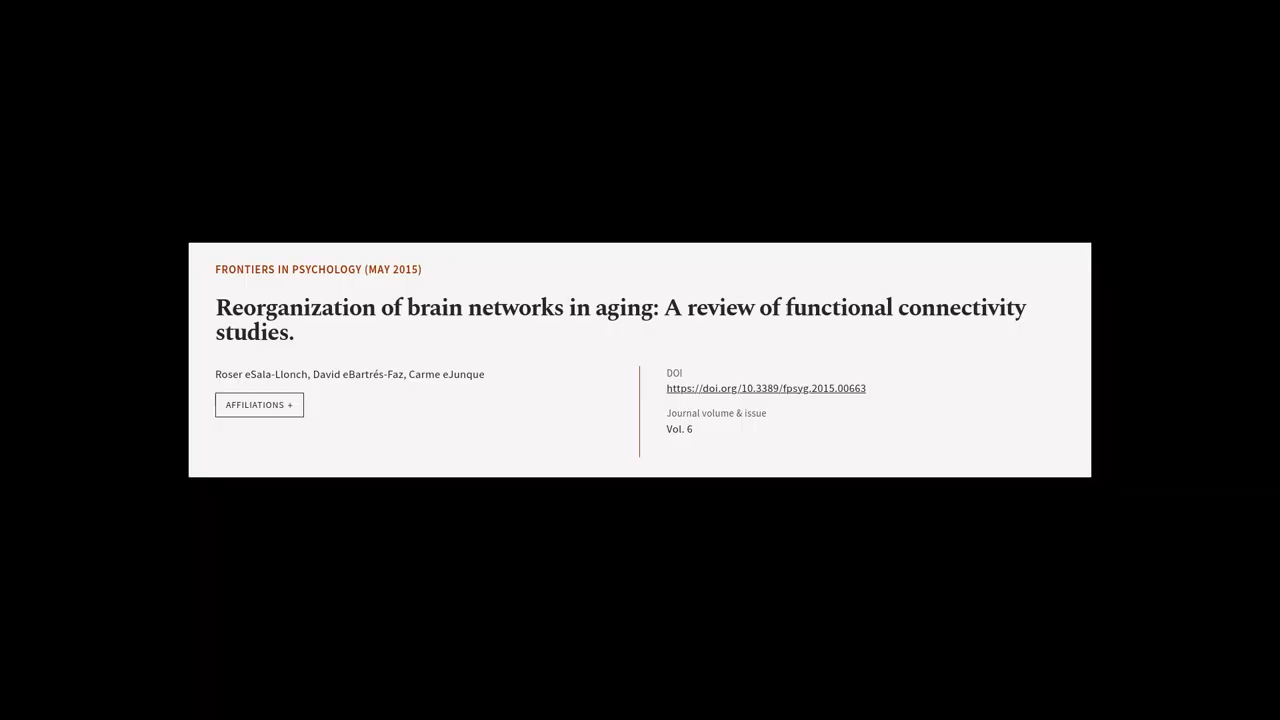 FRONTIERS IN PSYCHOLOGY (MAY 2015)
Reorganization of brain networks in aging: A review of functional connectivity
studies.
Roser eSala-Llonch, David eBartrés-Faz, Carme eJunque
AFFILIATIONS +
DOI
https://doi.org/10.3389/fpsyg.2015.00663
Journal volume & issue
Vol. 6